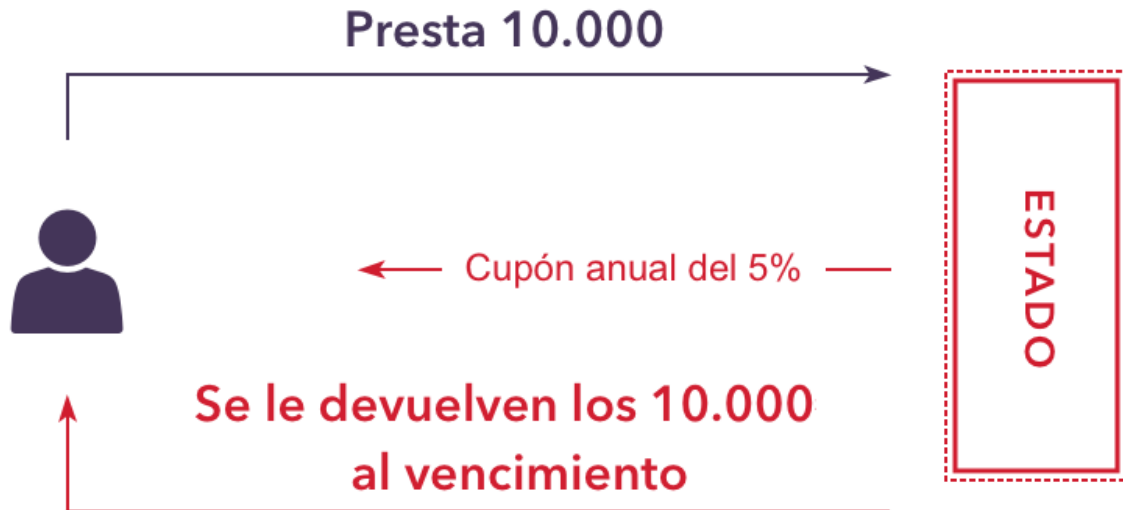 Presta 10.000
ESTADO
Cupón anual del 5%
Se le devuelven los 10.000
al vencimiento